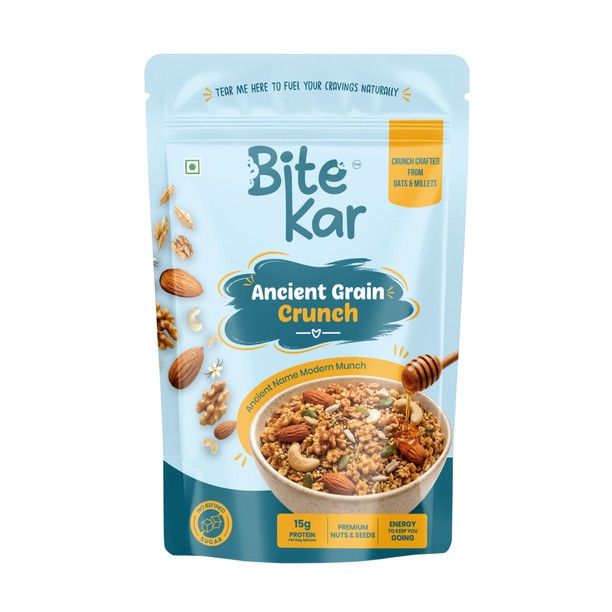 TEAR ME HERE TO FUEL YOUR CRAVINGS NATURALLY
Bite
Kar
CRUNCH CRAFTED
FROM
OATS & MILLETS
Ancient Grain
Crunch
Ancient Name Modern Munch
NO REFINED
SUGAR
15g
PROTEIN
PREMIUM
NUTS & SEEDS
ENERGY
TO KEEP YOU
GOING